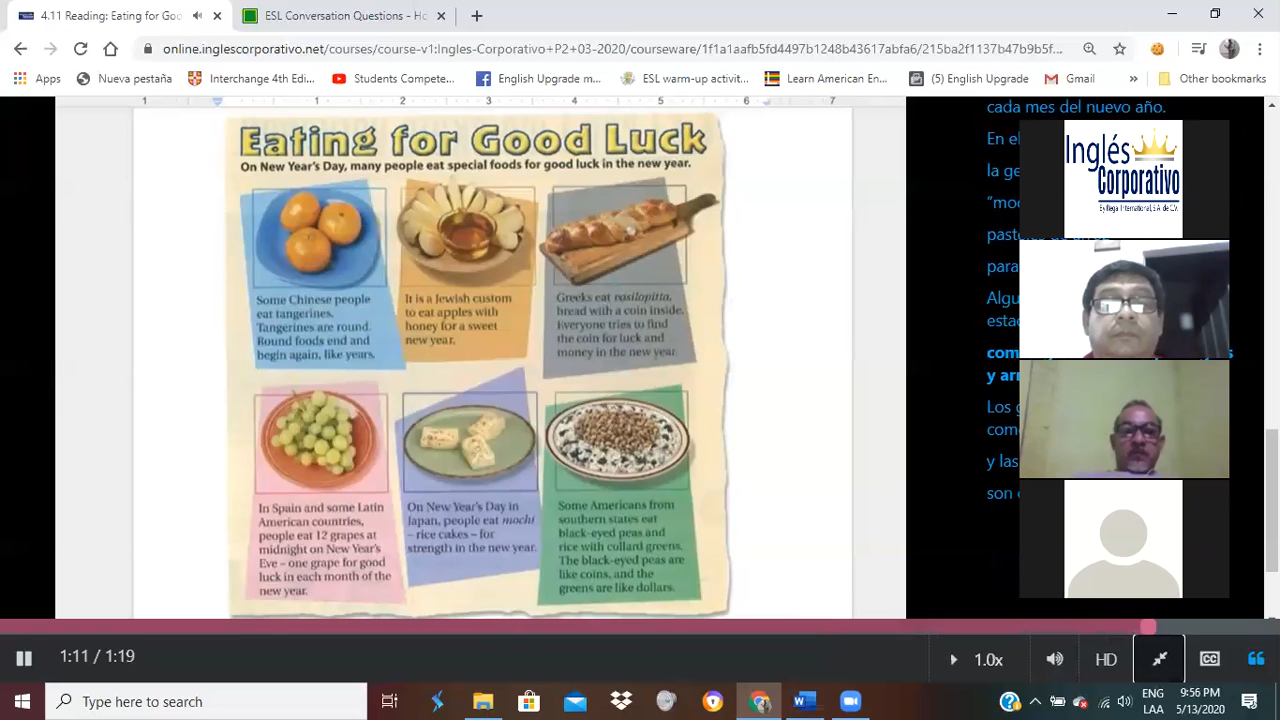 4.11 Reading: Eating for Goo
ESL Conversation Questions - Ho
online.inglescorporativo.net/courses/course-v1:Ingles-Corporativo+P2+03-2020/courseware/1f1a1aafb5fd4497b1248b43617abfa6/215ba2f1137b47b9b5f...
Apps
Nueva pestaña
Interchange 4th Edi...
Students Compete...
English Upgrade m...
ESL warm-up activit...
Learn American En...
(5) English Upgrade
Gmail
»
Other bookmarks
1 1 2 3 4 5 6 7
Eating for Good Luck
On New Year's Day, many people eat special foods for good luck in the new year.
Some Chinese people
eat tangerines.
Tangerines are round.
Round foods end and
begin again, like years.
It is a Jewish custom
to eat apples with
honey for a sweet
new year.
Greeks eat vasilopitta,
bread with a coin inside.
Everyone tries to find
the coin for luck and
money in the new year.
In Spain and some Latin
American countries,
people eat 12 grapes at
midnight on New Year's
Eve – one grape for good
luck in each month of the
new year.
On New Year's Day in
Japan, people eat mochi
– rice cakes – for
strength in the new year.
Some Americans from
southern states eat
black-eyed peas and
rice with collard greens.
The black-eyed peas are
like coins, and the
greens are like dollars.
cada mes del nuevo año.
En el
la ge
"moc
para
Algu
esta
com
y arr
Los g
com
y las
son
Inglés
Corporativo
1:11 / 1:19
1.0x
HD
Type here to search
ENG
LAA
9:56 PM
5/13/2020